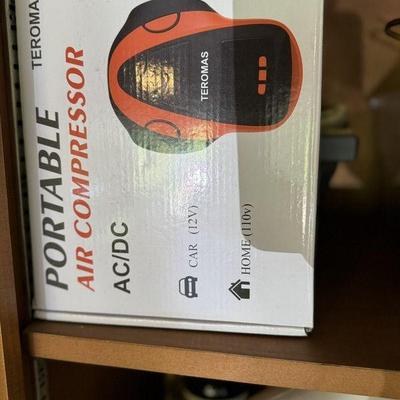 TEROMAS
PORTABLE
AIR COMPRESSOR
AC/DC
TEROMAS
CAR (12V)
HOME (110v)